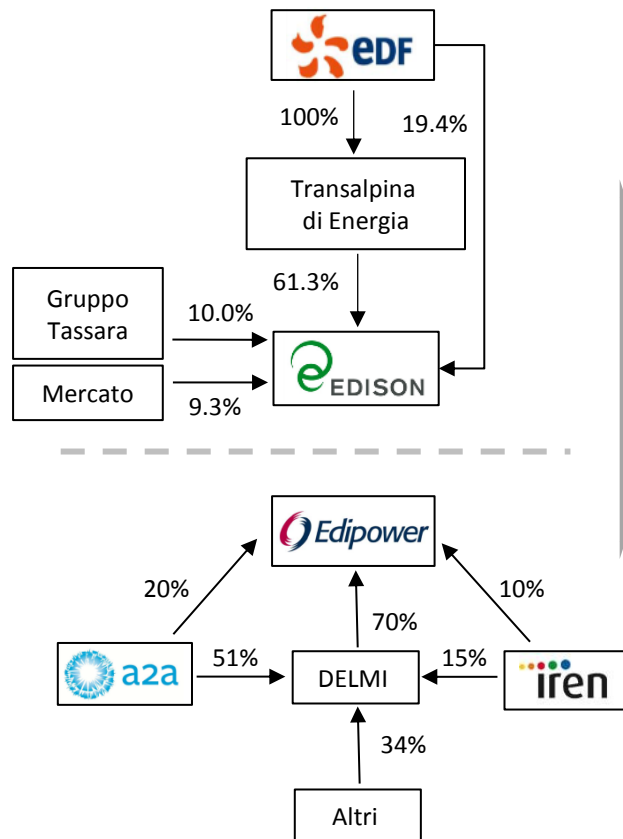 eDF
100%
19.4%
Transalpina
di Energia
61.3%
Gruppo
Tassara
10.0%
EDISON
Mercato
9.3%
Edipower
20%
10%
70%
a2a
51%
DELMI
15%
iren
34%
Altri